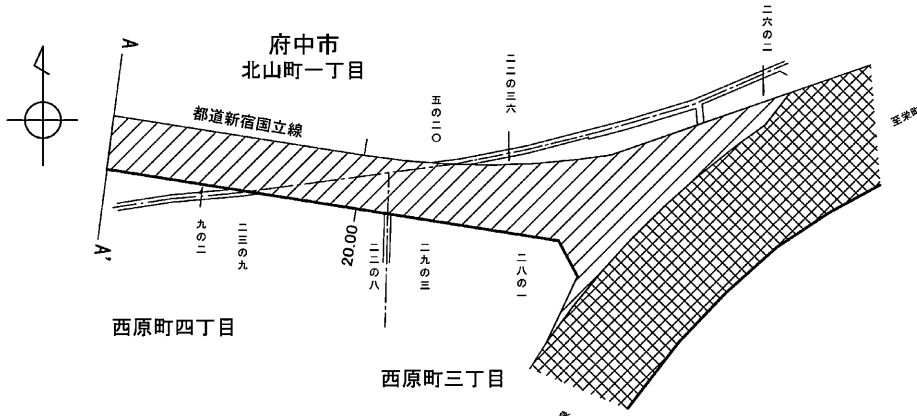 府中市
北山町一丁目
都道新宿国立線
A
A'
五の二〇
二二の三六
二六の二
至栄町
九の二
二三の九
20.00
二二の八
二九の三
二八の一
西原町四丁目
西原町三丁目